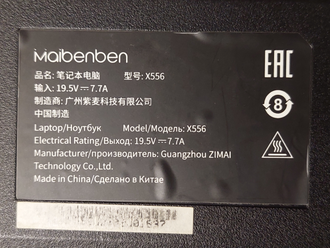 maibenben
品名：笔记本电脑 型号：X556
输入：19.5V⎓7.7A
制造商：广州紫麦科技有限公司
中国制造
EAC
8
Laptop/Ноутбук Model/Модель: X556
Electrical Rating/Выход: 19.5V⎓7.7A
Manufacturer/производитель: Guangzhou ZIMAI
Technology Co.,Ltd.
Made in China/Сделано в Китае